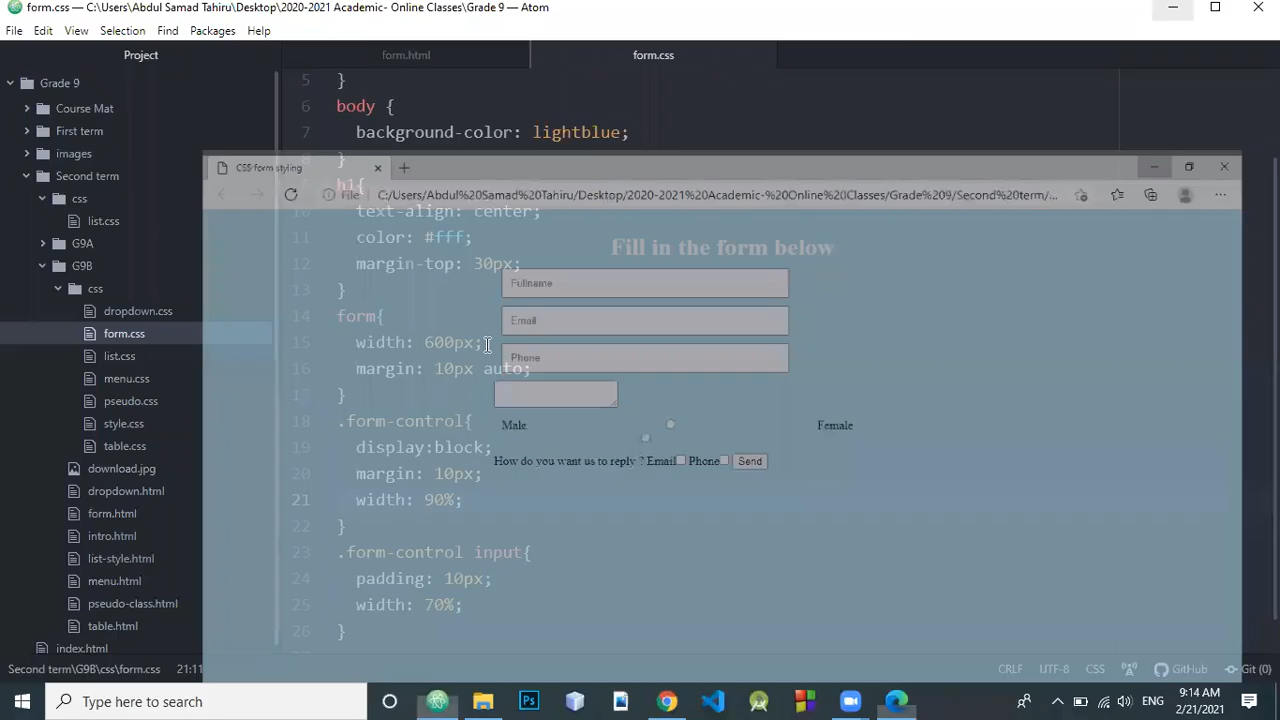 form.css — C:\Users\Abdul Samad Tahiru\Desktop\2020-2021 Academic- Online Classes\Grade 9 — Atom
File Edit View Selection Find Packages Help
Project
form.html
form.css
Grade 9
Course Mat
First term
images
Second term
css
list.css
G9A
G9B
css
dropdown.css
form.css
list.css
menu.css
pseudo.css
style.css
table.css
download.jpg
dropdown.html
form.html
intro.html
list-style.html
menu.html
pseudo-class.html
table.html
index.html
5 }
6 body {
7 background-color: lightblue;
8 }
h1{
10 text-align: center;
11 color: #fff;
12 margin-top: 30px;
13 }
14 form{
15 width: 600px;
16 margin: 10px auto;
17 }
18 .form-control{
19 display:block;
20 margin: 10px;
21 width: 90%;
22 }
23 .form-control input{
24 padding: 10px;
25 width: 70%;
26 }
CSS form styling
File C:/Users/Abdul%20Samad%20Tahiru/Desktop/2020-2021%20Academic-%20Online%20Classes/Grade%209/Second%20term/...
Fill in the form below
Fullname
Email
Phone
Male Female
How do you want us to reply ? Email Phone Send
Second term\G9B\css\form.css 21:11
CRLF UTF-8 CSS GitHub Git (0)
Type here to search
ENG
9:14 AM
2/21/2021